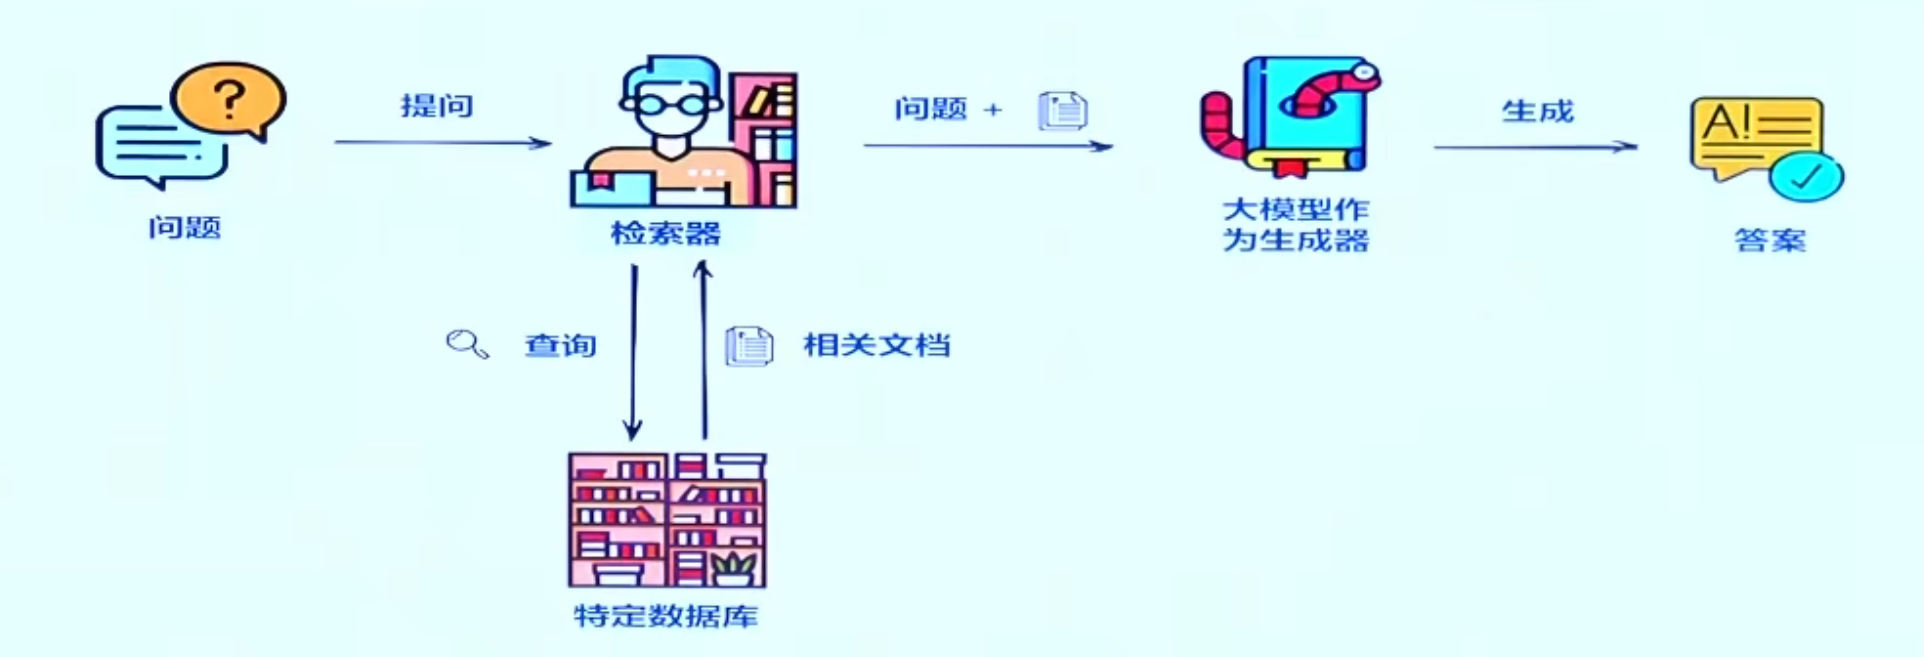 ?
提问
问题 +
生成
A!
问题
检索器
大模型作
为生成器
答案
查询
相关文档
特定数据库